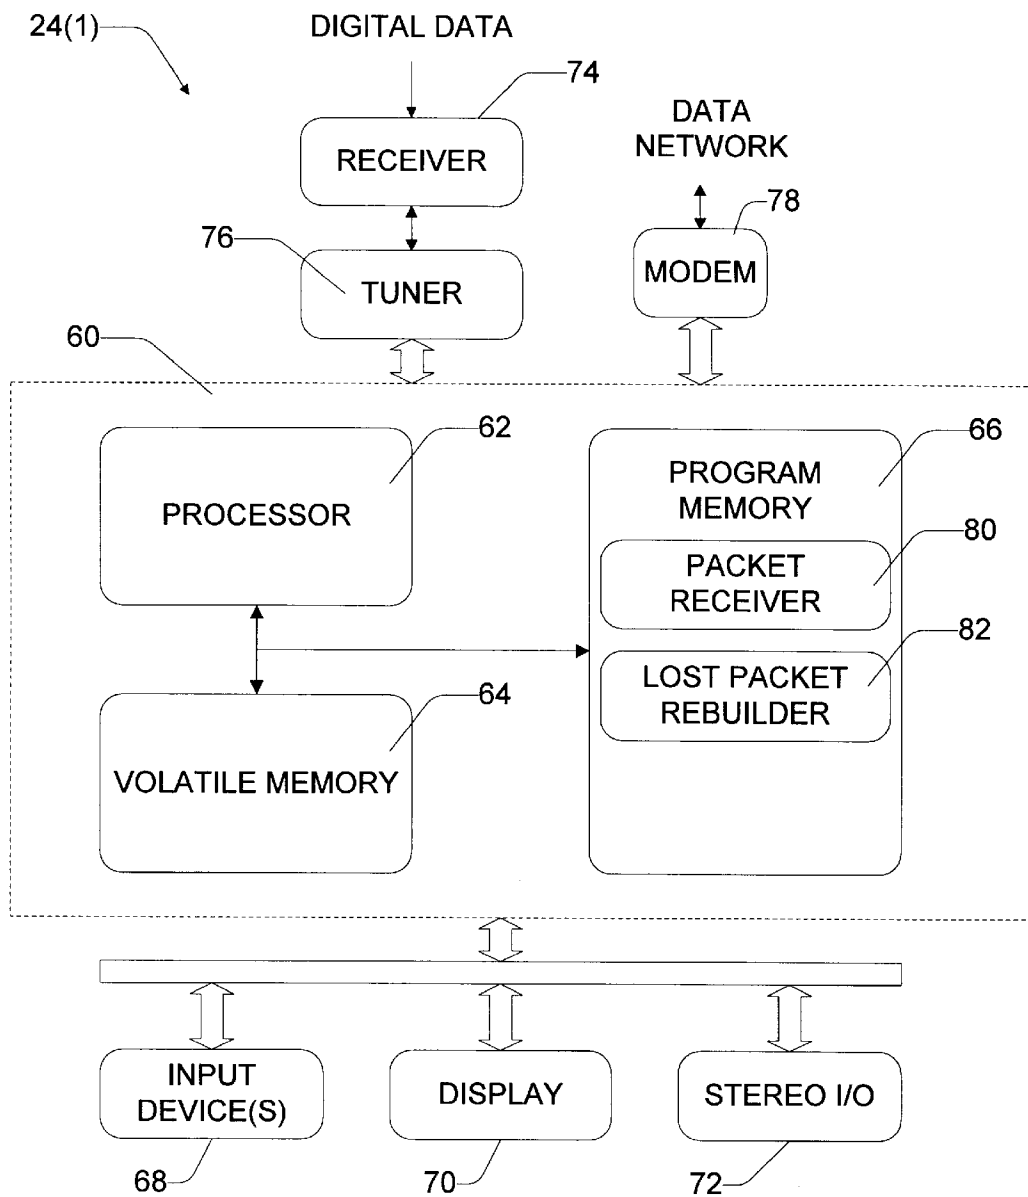 24(1)
DIGITAL DATA
74
RECEIVER
DATA
NETWORK
78
76
TUNER
MODEM
60
62
PROCESSOR
66
PROGRAM
MEMORY
80
PACKET
RECEIVER
82
LOST PACKET
REBUILDER
64
VOLATILE MEMORY
INPUT
DEVICE(S)
DISPLAY
STEREO I/O
68
70
72